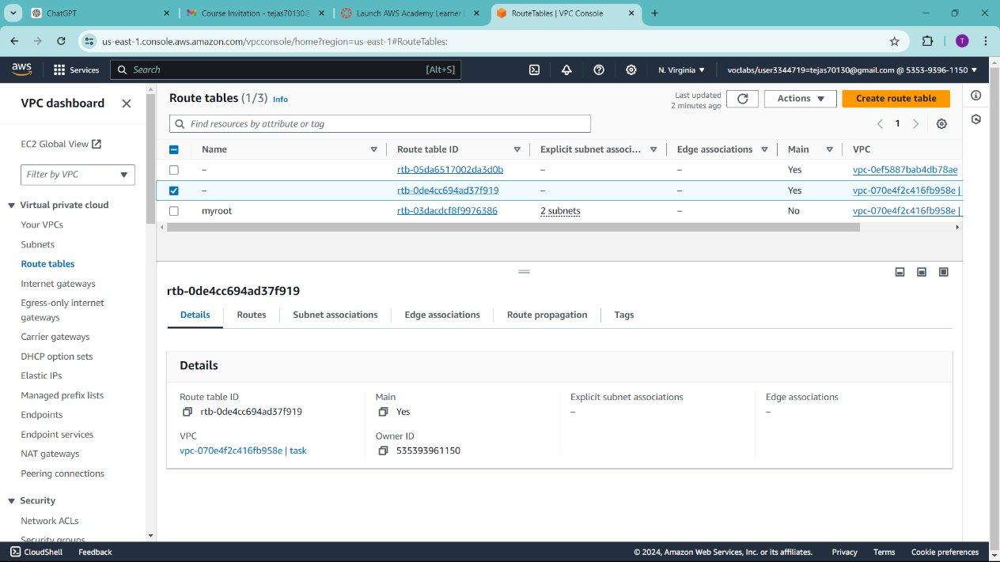 ChatGPT
Course Invitation - tejas70130@
Launch AWS Academy Learner
RouteTables | VPC Console
us-east-1.console.aws.amazon.com/vpcconsole/home?region=us-east-1#RouteTables:
T
aws
Services
Search
[Alt+S]
N. Virginia
voclabs/user3344719=tejas70130@gmail.com @ 5353-9396-1150
VPC dashboard
EC2 Global View
Filter by VPC
Virtual private cloud
Your VPCs
Subnets
Route tables
Internet gateways
Egress-only internet
gateways
Carrier gateways
DHCP option sets
Elastic IPs
Managed prefix lists
Endpoints
Endpoint services
NAT gateways
Peering connections
Security
Network ACLs
Security groups
Route tables (1/3) Info
Last updated
2 minutes ago
Actions
Create route table
Find resources by attribute or tag
1
Name Route table ID Explicit subnet associ... Edge associations Main VPC
– rtb-05da6517002da3d0b – – Yes vpc-0ef5887bab4db78ae
– rtb-0de4cc694ad37f919 – – Yes vpc-070e4f2c416fb958e |
myroot rtb-03dacdcf8f9976386 2 subnets – No vpc-070e4f2c416fb958e |
rtb-0de4cc694ad37f919
Details Routes Subnet associations Edge associations Route propagation Tags
Details
Route table ID
rtb-0de4cc694ad37f919
Main
Yes
Explicit subnet associations
–
Edge associations
–
VPC
vpc-070e4f2c416fb958e | task
Owner ID
535393961150
CloudShell Feedback
© 2024, Amazon Web Services, Inc. or its affiliates. Privacy Terms Cookie preferences